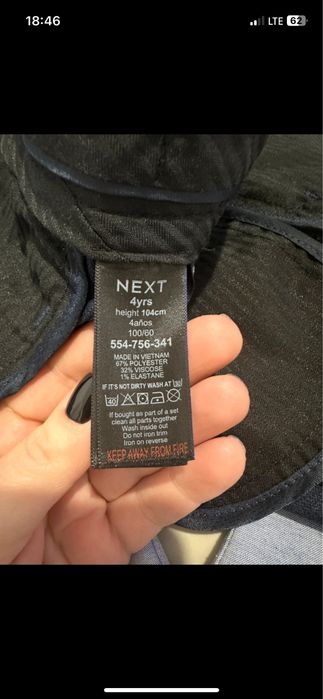 18:46
LTE 62
NEXT
4yrs
height 104cm
4años
100/60
554-756-341
MADE IN VIETNAM
67% POLYESTER
32% VISCOSE
1% ELASTANE
IF IT'S NOT DIRTY WASH AT 30
40
If bought as part of a set
clean all parts together
Wash inside out
Do not iron trim
Iron on reverse
KEEP AWAY FROM FIRE